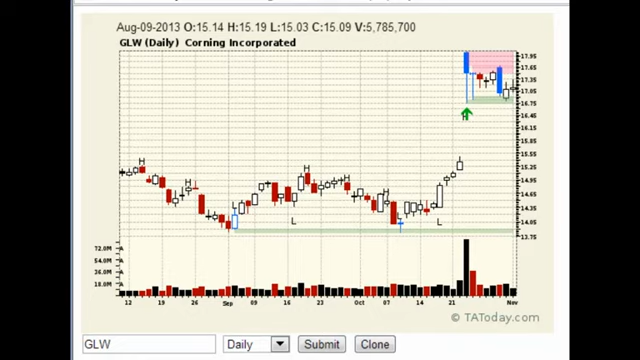 Aug-09-2013 O:15.14 H:15.19 L:15.03 C:15.09 V:5,785,700
GLW (Daily) Corning Incorporated
17.95
17.65
17.35
17.05
16.75
16.45
16.15
15.85
15.55
15.25
14.95
14.65
14.35
14.05
13.75
H
H
H
H
H
H
L
L
L
L
72.0M
54.0M
36.0M
18.0M
12 19 26 Sep 09 16 23 Oct 07 14 21 Nov
© TAToday.com
GLW Daily Submit Clone